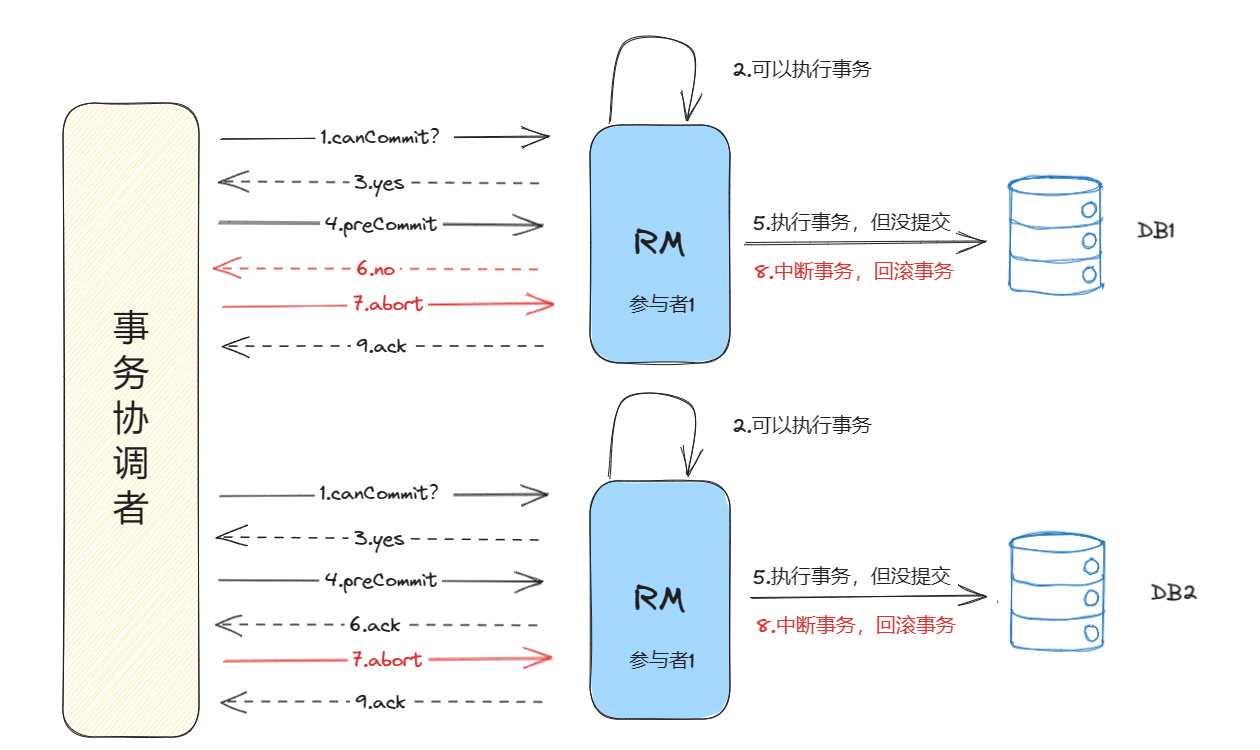 事务协调者
2.可以执行事务
1.canCommit?
3.yes
4.preCommit
6.no
7.abort
9.ack
RM
参与者1
5.执行事务，但没提交
8.中断事务，回滚事务
DB1
2.可以执行事务
1.canCommit?
3.yes
4.preCommit
6.ack
7.abort
9.ack
RM
参与者1
5.执行事务，但没提交
8.中断事务，回滚事务
DB2